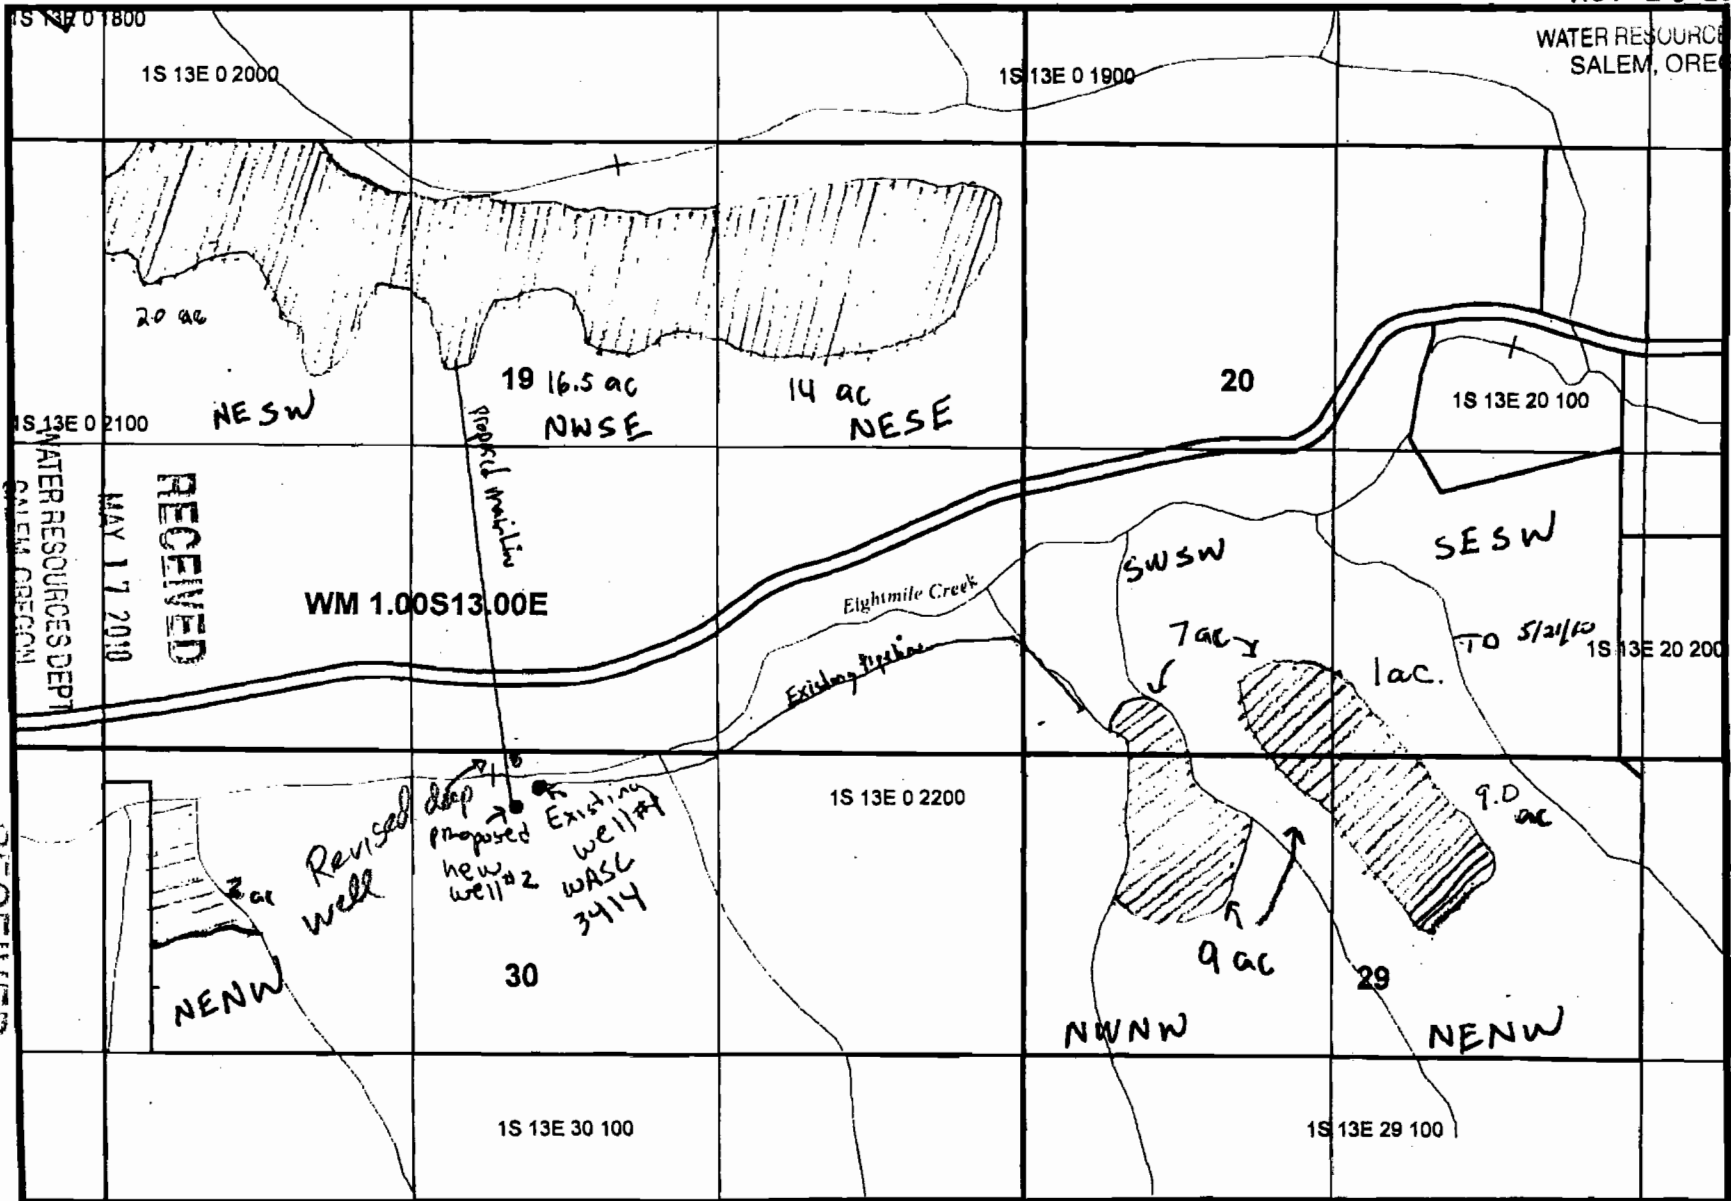 1S 13E 0 1800
WATER RESOURCE
SALEM, OREG
1S 13E 0 2000
1S 13E 0 1900
20 ac
19 16.5 ac
14 ac
20
1S 13E 20 100
NESW
NWSE
NESE
1S 13E 0 2100
Proposed MainLin
RECEIVED
MAY 17 2010
WATER RESOURCES DEPT
SALEM, OREGON
WM 1.00S13.00E
Eightmile Creek
Existing Pipeline
SWSW
SESW
7 ac
1 ac.
TO 5/21/10
1S 13E 20 200
Revised deep
well
proposed
new
well #2
Existing
well #1
WASC
3414
1S 13E 0 2200
9.0
ac
ac
9 ac
30
29
NENW
NWNW
NENW
1S 13E 30 100
1S 13E 29 100